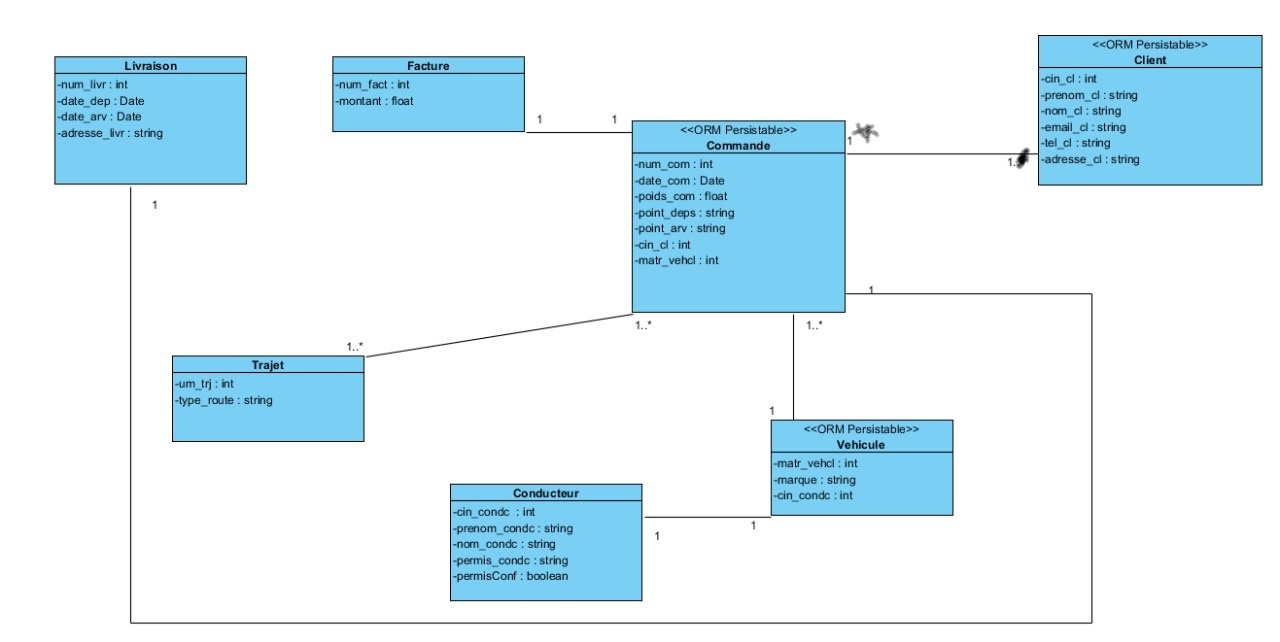 Livraison
-num_livr : int
-date_dep : Date
-date_arv : Date
-adresse_livr : string
1
Facture
-num_fact : int
-montant : float
1
1
<<ORM Persistable>>
Client
-cin_cl : int
-prenom_cl : string
-nom_cl : string
-email_cl : string
-tel_cl : string
-adresse_cl : string
<<ORM Persistable>>
Commande
-num_com : int
-date_com : Date
-poids_com : float
-point_deps : string
-point_arv : string
-cin_cl : int
-matr_vehcl : int
1
1
1..*
1..*
1..*
Trajet
-um_trj : int
-type_route : string
1
<<ORM Persistable>>
Vehicule
-matr_vehcl : int
-marque : string
-cin_condc : int
Conducteur
-cin_condc : int
-prenom_condc : string
-nom_condc : string
-permis_condc : string
-permisConf : boolean
1
1